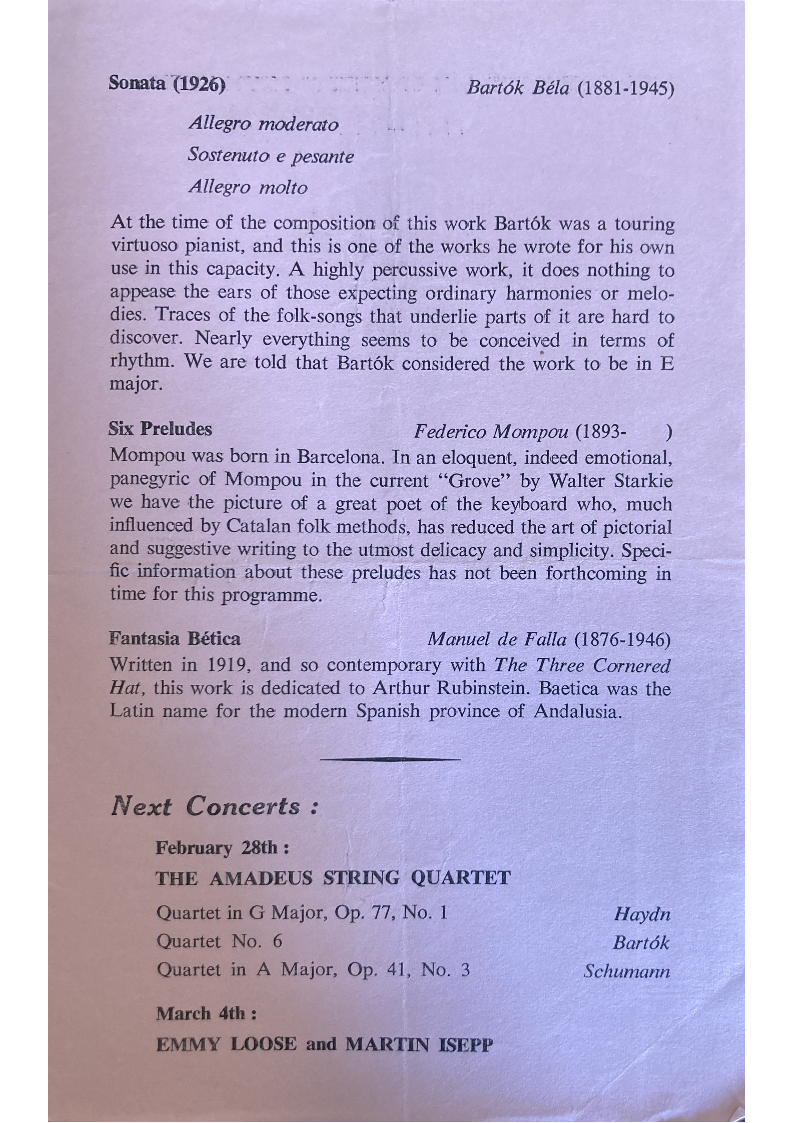 Sonata (1926) Bartók Béla (1881-1945)
Allegro moderato
Sostenuto e pesante
Allegro molto
At the time of the composition of this work Bartók was a touring
virtuoso pianist, and this is one of the works he wrote for his own
use in this capacity. A highly percussive work, it does nothing to
appease the ears of those expecting ordinary harmonies or melo-
dies. Traces of the folk-songs that underlie parts of it are hard to
discover. Nearly everything seems to be conceived in terms of
rhythm. We are told that Bartók considered the work to be in E
major.
Six Preludes Federico Mompou (1893- )
Mompou was born in Barcelona. In an eloquent, indeed emotional,
panegyric of Mompou in the current “Grove” by Walter Starkie
we have the picture of a great poet of the keyboard who, much
influenced by Catalan folk methods, has reduced the art of pictorial
and suggestive writing to the utmost delicacy and simplicity. Speci-
fic information about these preludes has not been forthcoming in
time for this programme.
Fantasia Bética Manuel de Falla (1876-1946)
Written in 1919, and so contemporary with The Three Cornered
Hat, this work is dedicated to Arthur Rubinstein. Baetica was the
Latin name for the modern Spanish province of Andalusia.
Next Concerts :
February 28th :
THE AMADEUS STRING QUARTET
Quartet in G Major, Op. 77, No. 1 Haydn
Quartet No. 6 Bartók
Quartet in A Major, Op. 41, No. 3 Schumann
March 4th :
EMMY LOOSE and MARTIN ISEPP